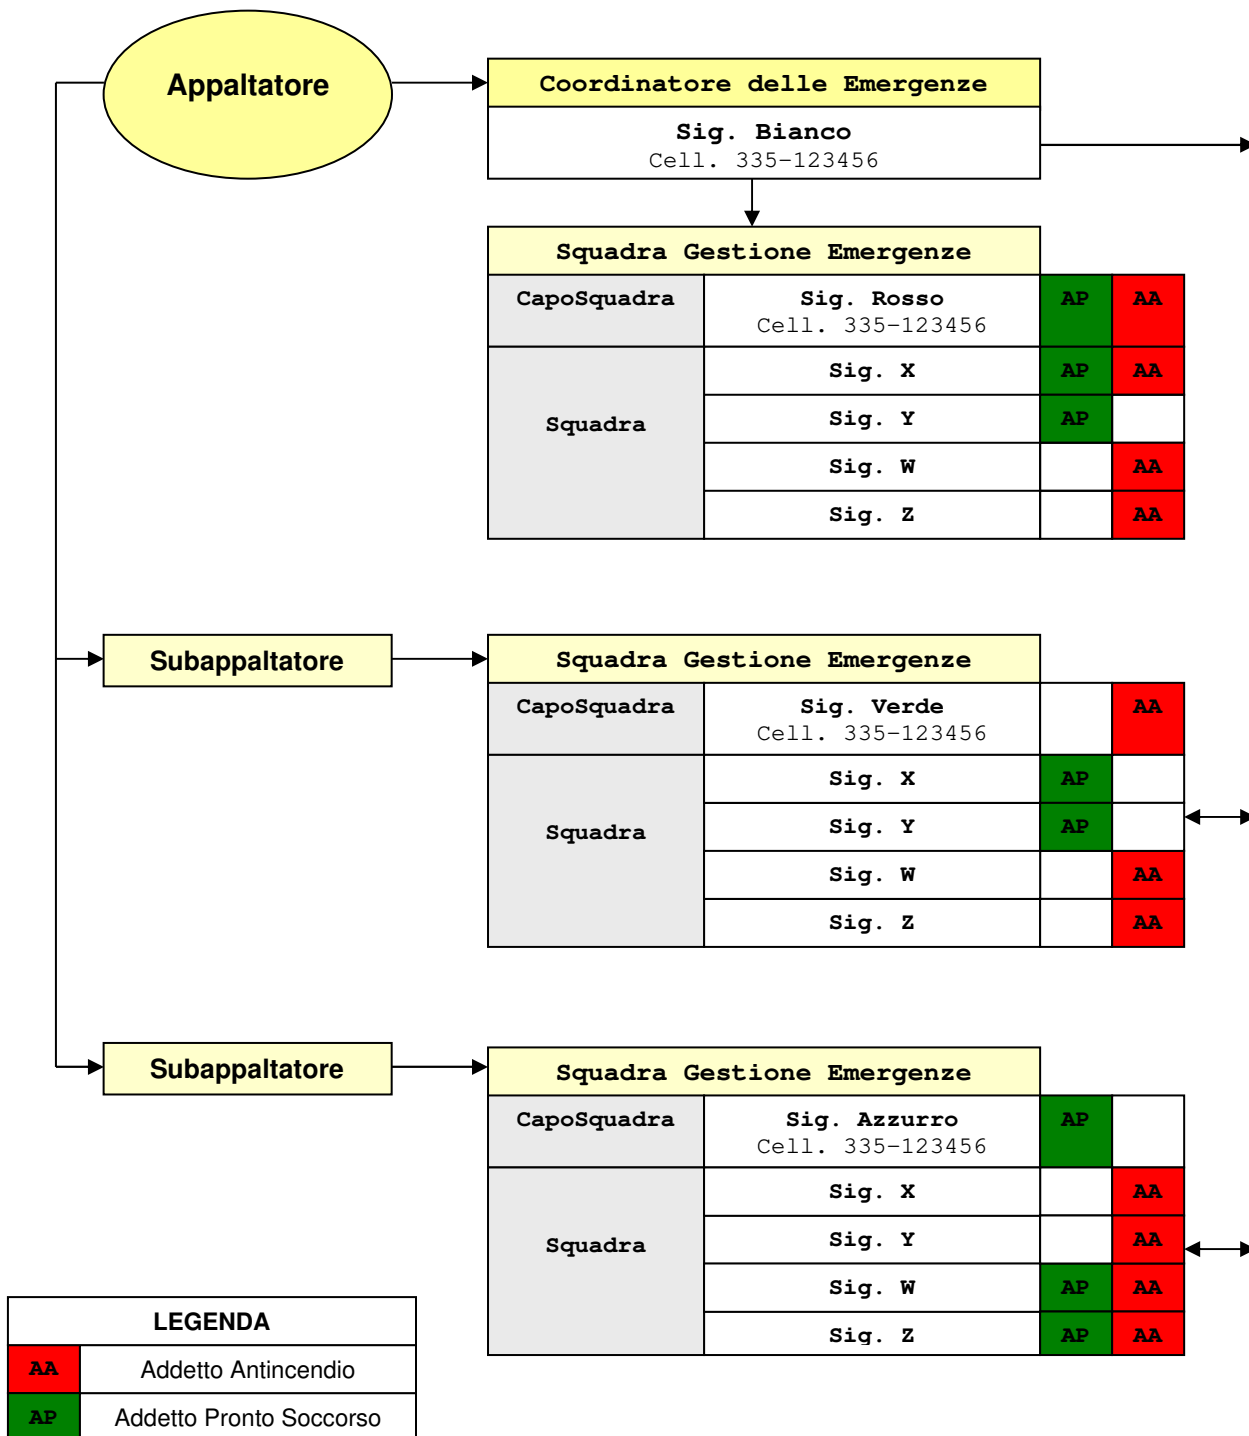 Appaltatore
Coordinatore delle Emergenze
Sig. Bianco
Cell. 335-123456
Squadra Gestione Emergenze
CapoSquadra Sig. Rosso AP AA
Cell. 335-123456
Sig. X AP AA
Squadra Sig. Y AP
Sig. W AA
Sig. Z AA
Subappaltatore
Squadra Gestione Emergenze
CapoSquadra Sig. Verde AA
Cell. 335-123456
Sig. X AP
Squadra Sig. Y AP
Sig. W AA
Sig. Z AA
Subappaltatore
Squadra Gestione Emergenze
CapoSquadra Sig. Azzurro AP
Cell. 335-123456
Sig. X AA
Squadra Sig. Y AA
Sig. W AP AA
Sig. Z AP AA
LEGENDA
AA Addetto Antincendio
AP Addetto Pronto Soccorso